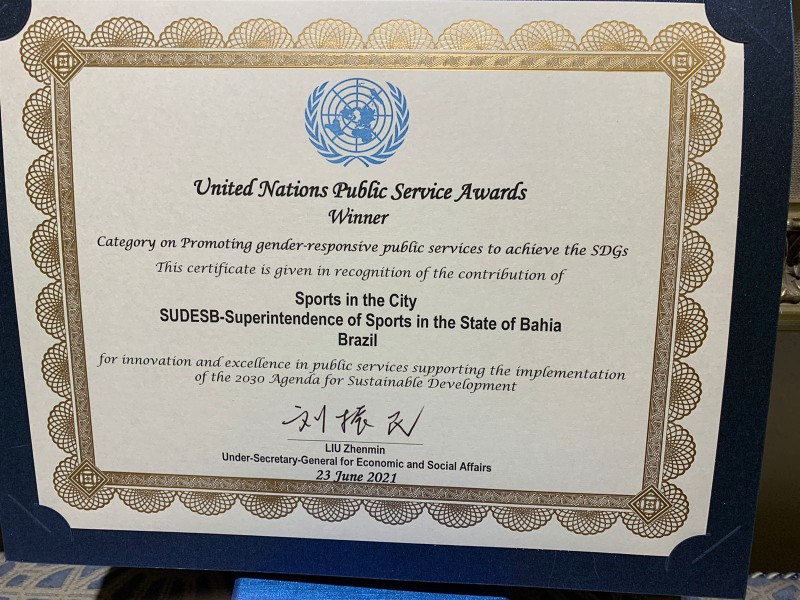 United Nations Public Service Awards
Winner
Category on Promoting gender-responsive public services to achieve the SDGs
This certificate is given in recognition of the contribution of
Sports in the City
SUDESB-Superintendence of Sports in the State of Bahia
Brazil
for innovation and excellence in public services supporting the implementation
of the 2030 Agenda for Sustainable Development
刘振民
LIU Zhenmin
Under-Secretary-General for Economic and Social Affairs
23 June 2021